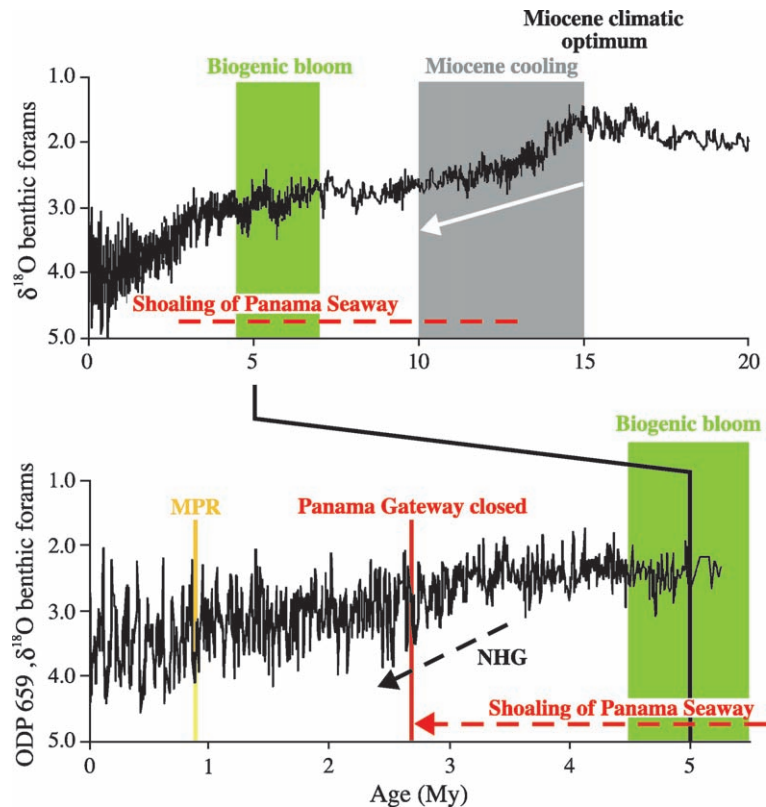 Miocene climatic
optimum
Biogenic bloom
Miocene cooling
1.0
2.0
3.0
4.0
5.0
δ¹⁸O benthic forams
Shoaling of Panama Seaway
0
5
10
15
20
Biogenic bloom
1.0
2.0
3.0
4.0
5.0
ODP 659 ,δ¹⁸O benthic forams
MPR
Panama Gateway closed
NHG
Shoaling of Panama Seaway
0
1
2
3
4
5
Age (My)